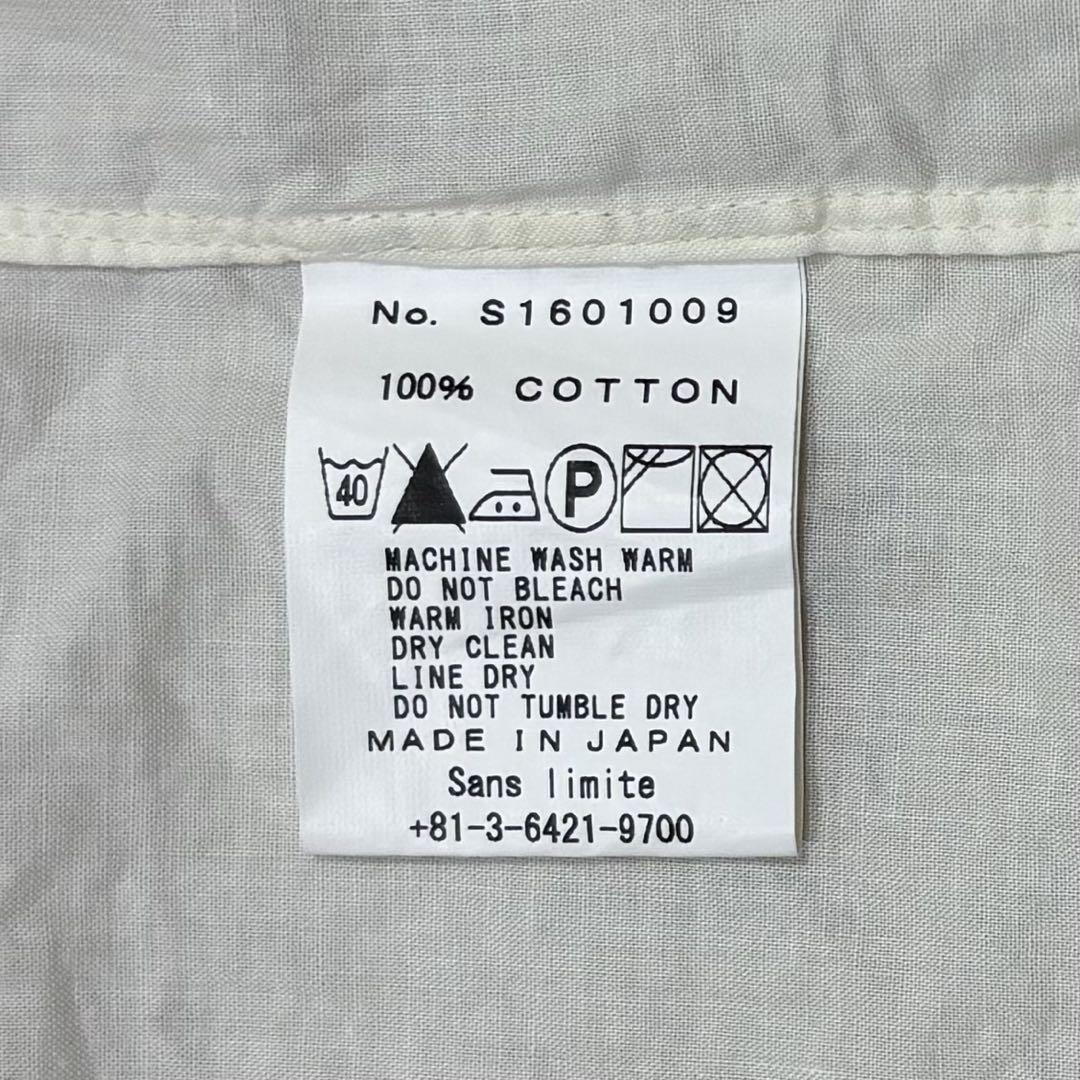 No. S1601009
100% COTTON
40 P
MACHINE WASH WARM
DO NOT BLEACH
WARM IRON
DRY CLEAN
LINE DRY
DO NOT TUMBLE DRY
MADE IN JAPAN
Sans limite
+81-3-6421-9700